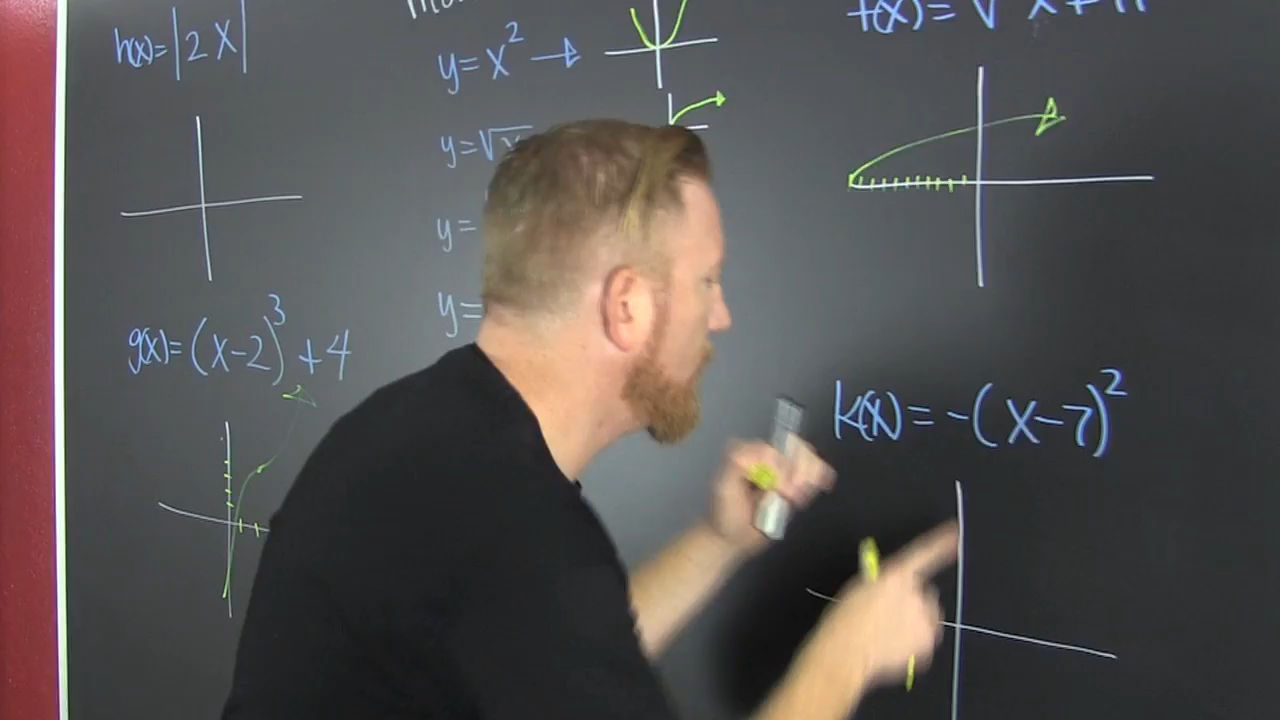 h(x) = |2x|
y = x² →
y = √x
y =
y =
g(x) = (x-2)³ + 4
f(x) = √x + 11
k(x) = -(x-7)²